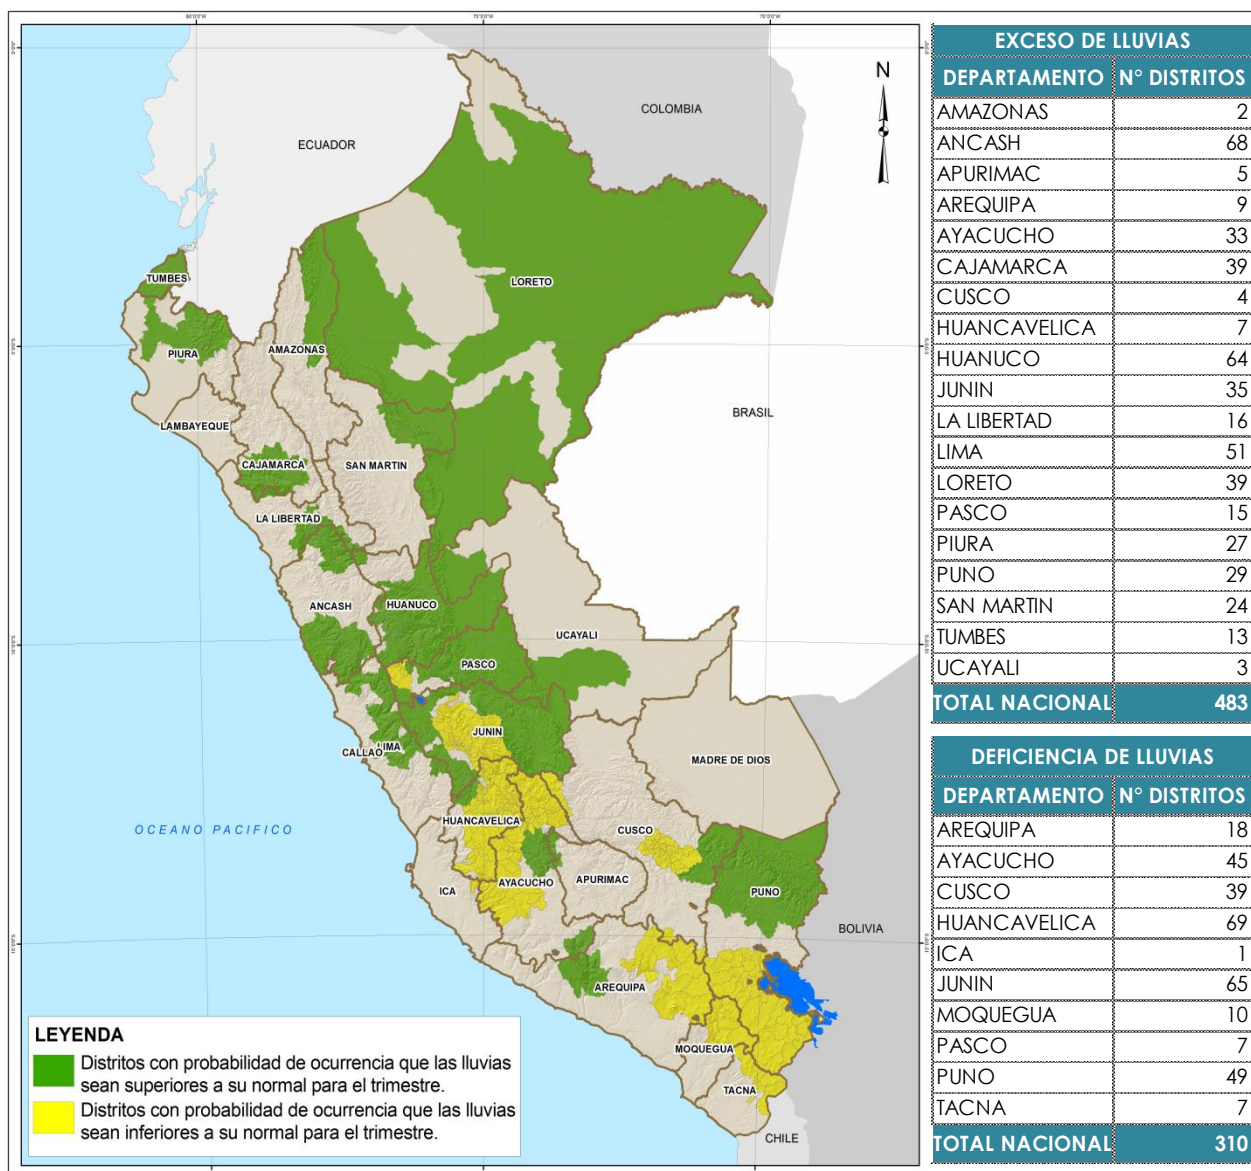 COLOMBIA
ECUADOR
N
LORETO
TUMBES
PIURA
AMAZONAS
LAMBAYEQUE
BRASIL
CAJAMARCA
SAN MARTIN
LA LIBERTAD
ANCASH
HUANUCO
UCAYALI
PASCO
JUNIN
LIMA
CALLAO
MADRE DE DIOS
OCEANO PACIFICO
HUANCAVELICA
CUSCO
ICA
AYACUCHO
APURIMAC
PUNO
BOLIVIA
AREQUIPA
MOQUEGUA
TACNA
CHILE
LEYENDA
Distritos con probabilidad de ocurrencia que las lluvias
sean superiores a su normal para el trimestre.
Distritos con probabilidad de ocurrencia que las lluvias
sean inferiores a su normal para el trimestre.
EXCESO DE LLUVIAS
DEPARTAMENTO N° DISTRITOS
AMAZONAS 2
ANCASH 68
APURIMAC 5
AREQUIPA 9
AYACUCHO 33
CAJAMARCA 39
CUSCO 4
HUANCAVELICA 7
HUANUCO 64
JUNIN 35
LA LIBERTAD 16
LIMA 51
LORETO 39
PASCO 15
PIURA 27
PUNO 29
SAN MARTIN 24
TUMBES 13
UCAYALI 3
TOTAL NACIONAL 483
DEFICIENCIA DE LLUVIAS
DEPARTAMENTO N° DISTRITOS
AREQUIPA 18
AYACUCHO 45
CUSCO 39
HUANCAVELICA 69
ICA 1
JUNIN 65
MOQUEGUA 10
PASCO 7
PUNO 49
TACNA 7
TOTAL NACIONAL 310